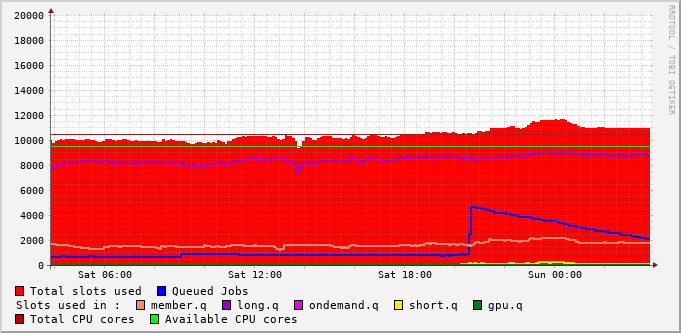 20000
18000
16000
14000
12000
10000
8000
6000
4000
2000
0
Sat 06:00 Sat 12:00 Sat 18:00 Sun 00:00
RRDTOOL / TOBI OETIKER
Total slots used Queued Jobs
Slots used in : member.q long.q ondemand.q short.q gpu.q
Total CPU cores Available CPU cores